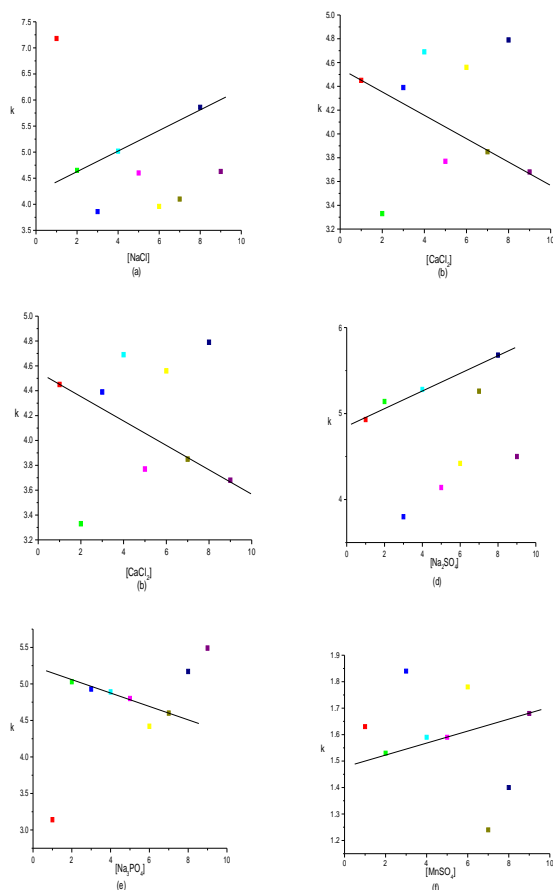 7.5
7.0
6.5
6.0
5.5
5.0
4.5
4.0
3.5
k
0 2 4 6 8 10
[NaCl]
(a)
5.0
4.8
4.6
4.4
4.2
4.0
3.8
3.6
3.4
3.2
k
0 2 4 6 8 10
[CaCl₂]
(b)
5.0
4.8
4.6
4.4
4.2
4.0
3.8
3.6
3.4
3.2
k
0 2 4 6 8 10
[CaCl₂]
(b)
6
5
4
k
0 2 4 6 8 10
[Na₂SO₄]
(d)
5.5
5.0
4.5
4.0
3.5
3.0
k
0 2 4 6 8 10
[Na₃PO₄]
(e)
1.9
1.8
1.7
1.6
1.5
1.4
1.3
1.2
k
0 2 4 6 8 10
[MnSO₄]
(f)